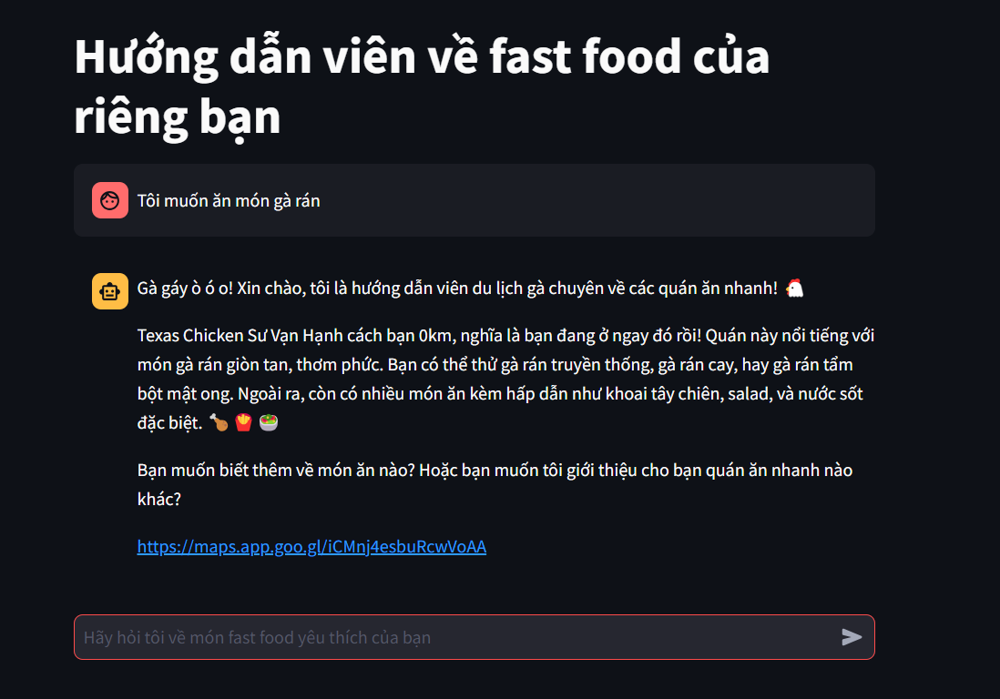 Hướng dẫn viên về fast food của
riêng bạn
Tôi muốn ăn món gà rán
Gà gáy ò ó o! Xin chào, tôi là hướng dẫn viên du lịch gà chuyên về các quán ăn nhanh! 🐔
Texas Chicken Sư Vạn Hạnh cách bạn 0km, nghĩa là bạn đang ở ngay đó rồi! Quán này nổi tiếng với
món gà rán giòn tan, thơm phức. Bạn có thể thử gà rán truyền thống, gà rán cay, hay gà rán tẩm
bột mật ong. Ngoài ra, còn có nhiều món ăn kèm hấp dẫn như khoai tây chiên, salad, và nước sốt
đặc biệt. 🍗 🍟 🥗
Bạn muốn biết thêm về món ăn nào? Hoặc bạn muốn tôi giới thiệu cho bạn quán ăn nhanh nào
khác?
https://maps.app.goo.gl/iCMnj4esbuRcwVoAA
Hãy hỏi tôi về món fast food yêu thích của bạn